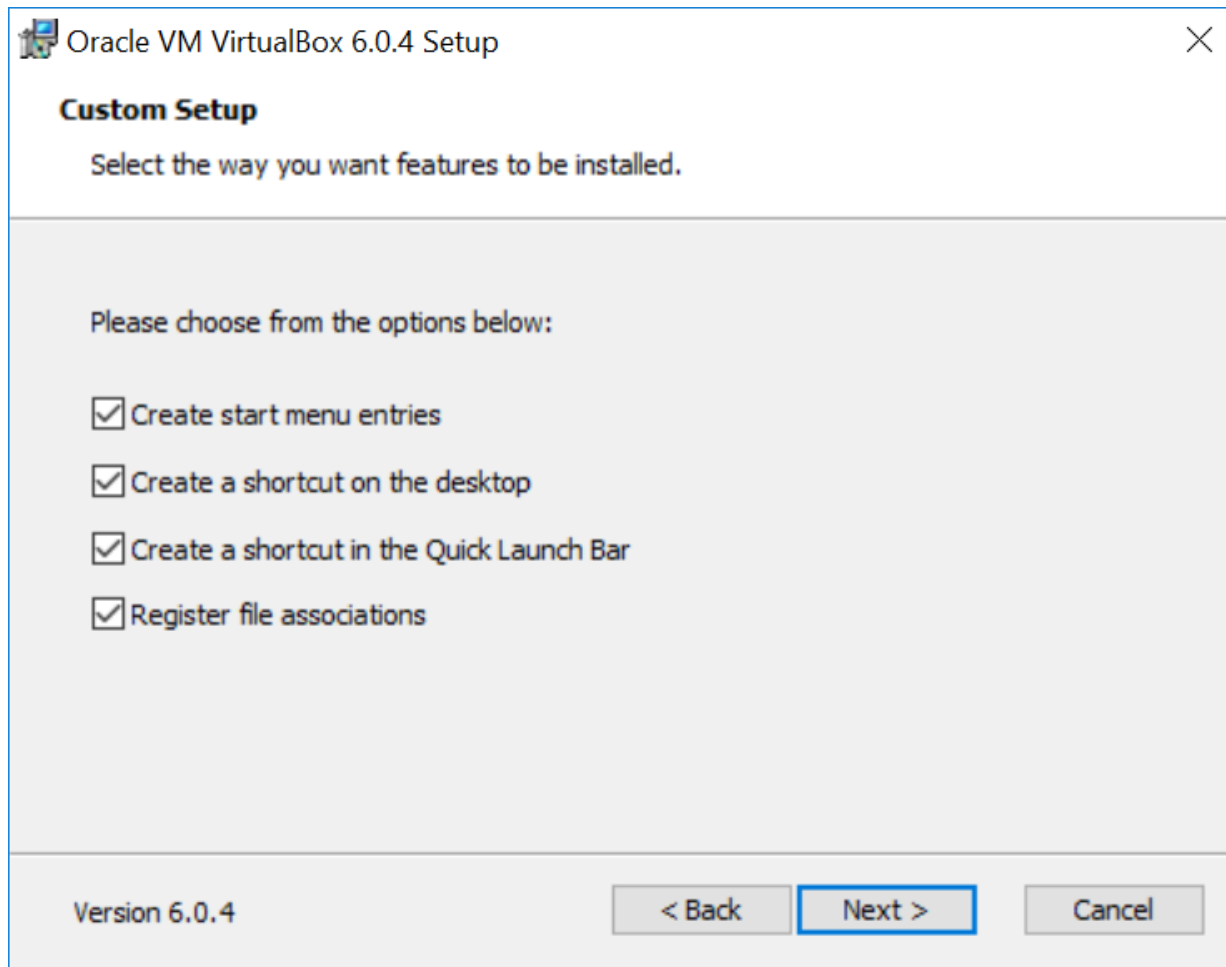 Oracle VM VirtualBox 6.0.4 Setup
Custom Setup
Select the way you want features to be installed.
Please choose from the options below:
Create start menu entries
Create a shortcut on the desktop
Create a shortcut in the Quick Launch Bar
Register file associations
Version 6.0.4
< Back
Next >
Cancel